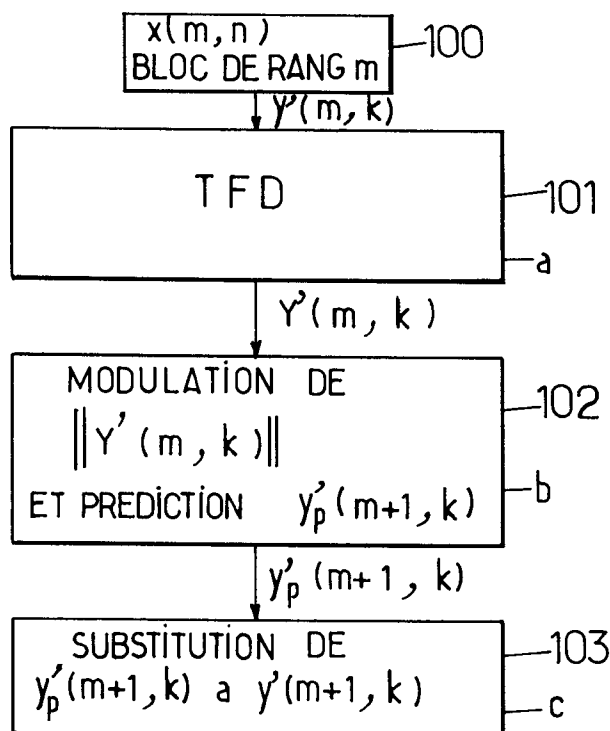 x(m,n)
BLOC DE RANG m
100
y'(m,k)
TFD
101
a
Y'(m,k)
MODULATION DE
||Y'(m,k)||
ET PREDICTION y'p(m+1,k)
102
b
y'p(m+1,k)
SUBSTITUTION DE
y'p(m+1,k) a y'(m+1,k)
103
c